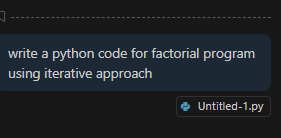 write a python code for factorial program
using iterative approach
Untitled-1.py